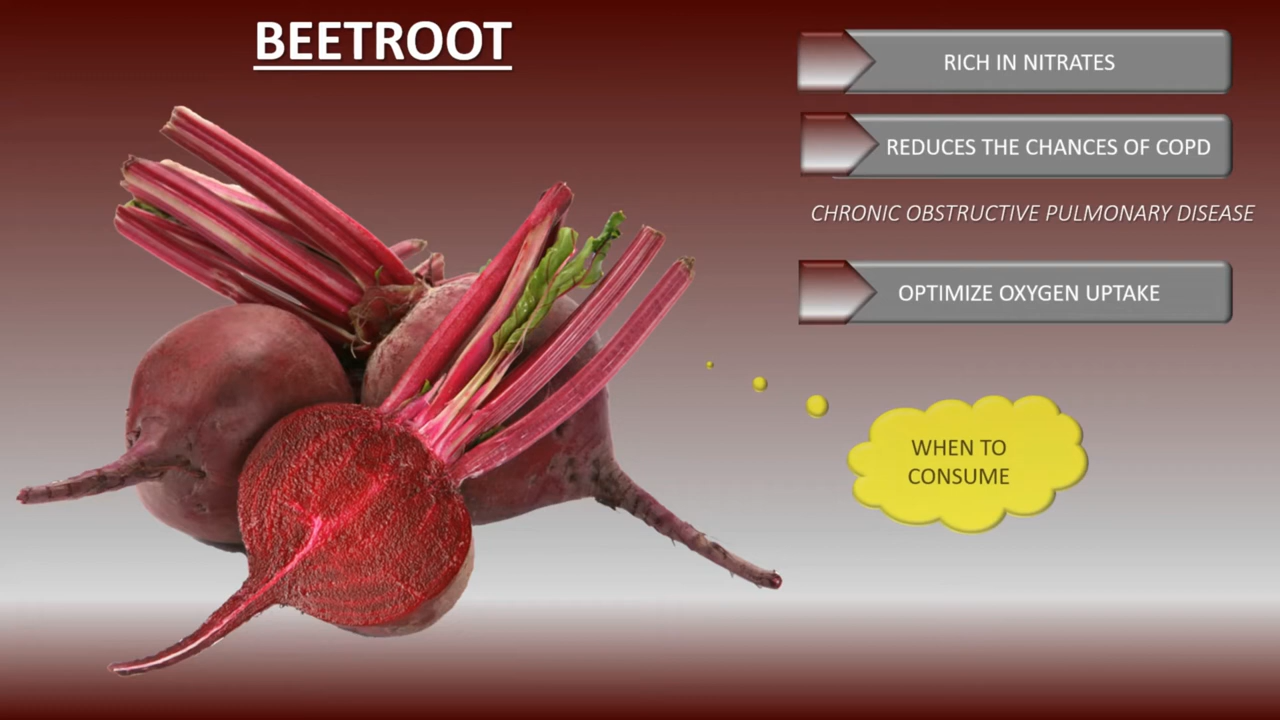 BEETROOT
RICH IN NITRATES
REDUCES THE CHANCES OF COPD
CHRONIC OBSTRUCTIVE PULMONARY DISEASE
OPTIMIZE OXYGEN UPTAKE
WHEN TO
CONSUME